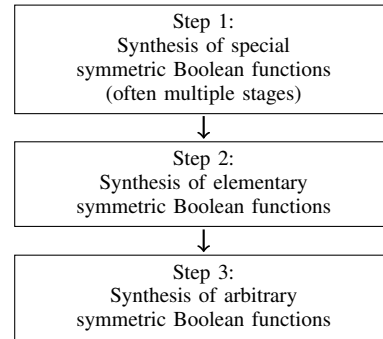 Step 1:
Synthesis of special
symmetric Boolean functions
(often multiple stages)
Step 2:
Synthesis of elementary
symmetric Boolean functions
Step 3:
Synthesis of arbitrary
symmetric Boolean functions